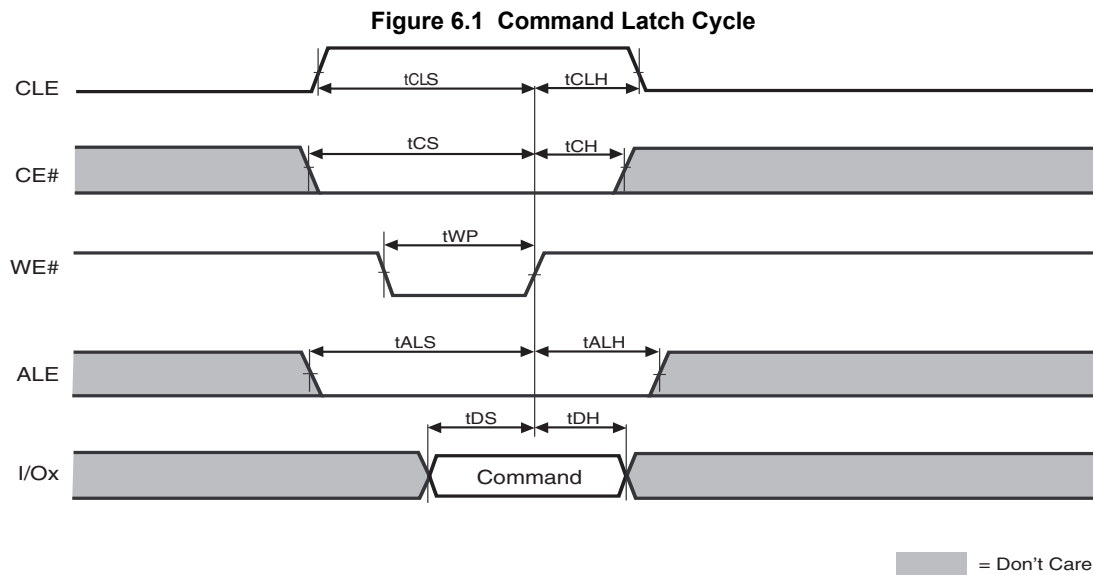 Figure 6.1 Command Latch Cycle
CLE
tCLS
tCLH
CE#
tCS
tCH
WE#
tWP
ALE
tALS
tALH
I/Ox
tDS
tDH
Command
= Don't Care